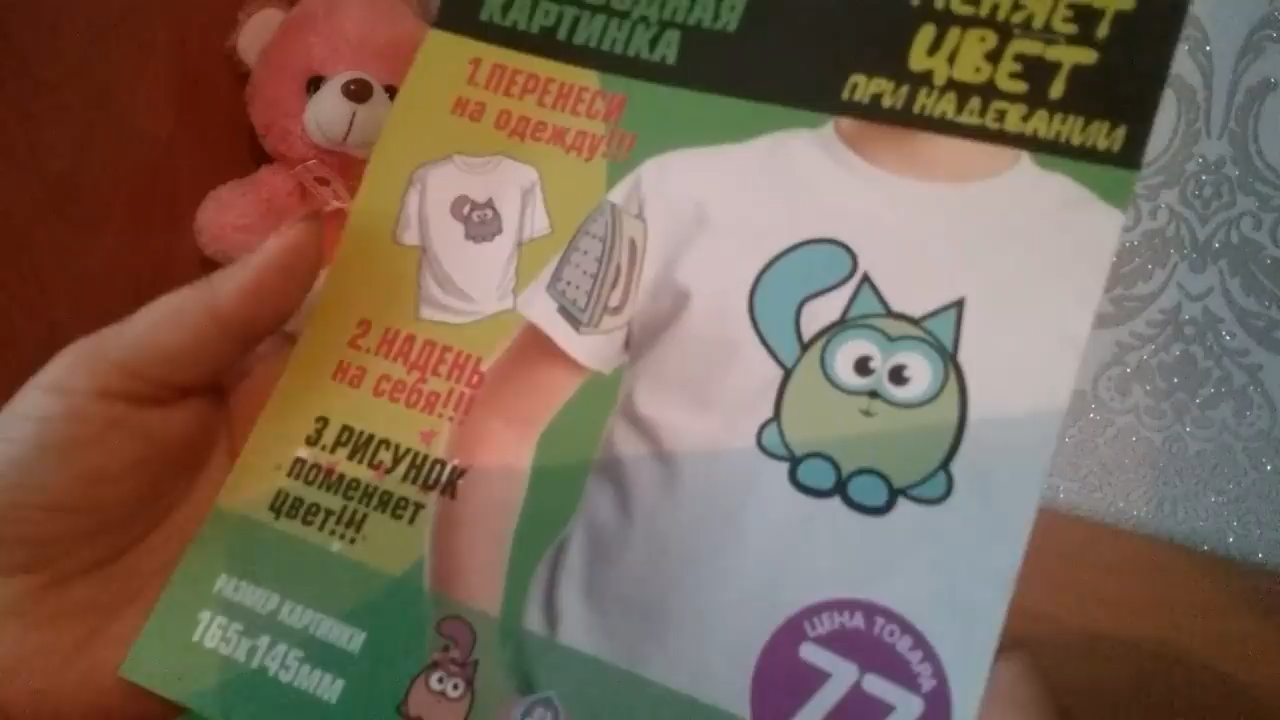 КАРТИНКА
МЕНЯЕТ
ЦВЕТ
ПРИ НАДЕВАНИИ
1.ПЕРЕНЕСИ
на одежду!!!
2.НАДЕНЬ
на себя!!!
3.РИСУНОК
поменяет
цвет!!!
РАЗМЕР КАРТИНКИ
165х145мм
ЦЕНА ТОВАРА
77